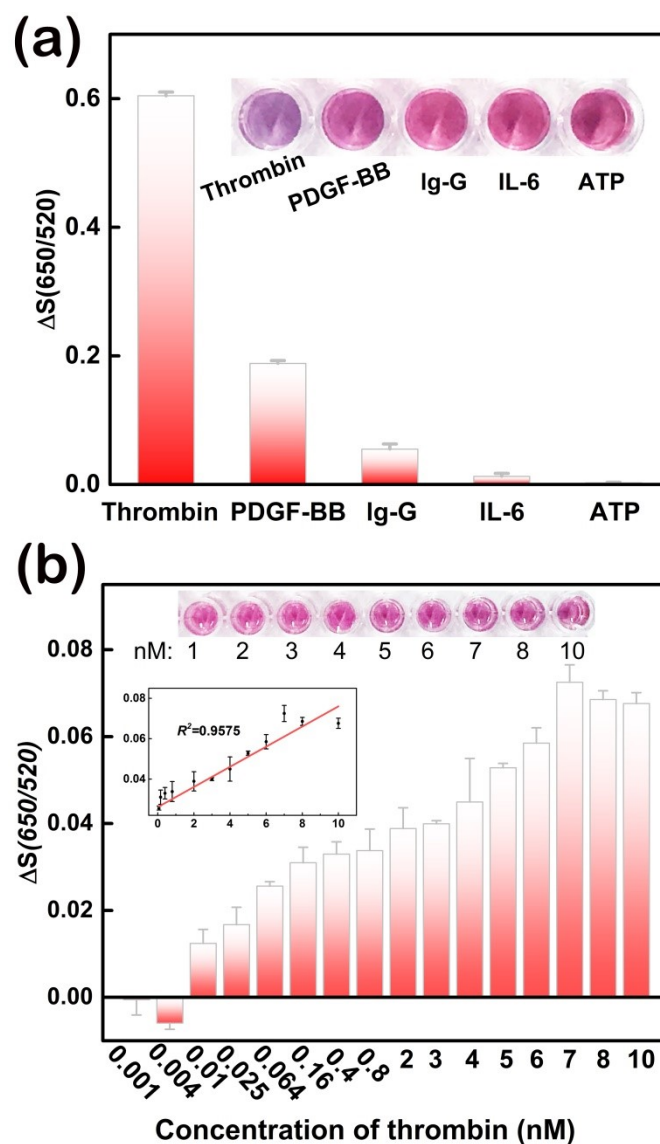 (a)
ΔS(650/520)
0.6
0.4
0.2
0.0
Thrombin
PDGF-BB
Ig-G
IL-6
ATP
Thrombin PDGF-BB Ig-G IL-6 ATP
(b)
ΔS(650/520)
0.08
0.06
0.04
0.02
0.00
nM: 1 2 3 4 5 6 7 8 10
R²=0.9575
0.08
0.06
0.04
0 2 4 6 8 10
0.001 0.004 0.01 0.025 0.064 0.16 0.4 0.8 2 3 4 5 6 7 8 10
Concentration of thrombin (nM)